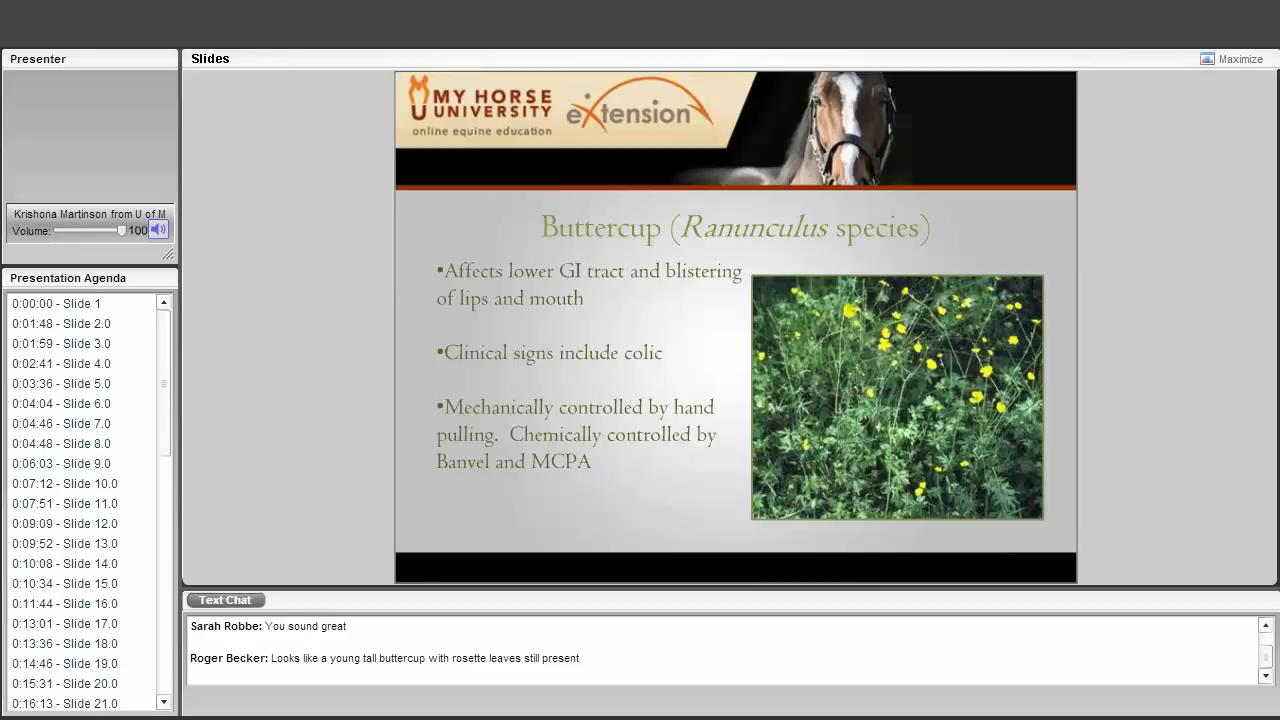 Presenter
Krishona Martinson from U of M
Volume: 100
Presentation Agenda
0:00:00 - Slide 1
0:01:48 - Slide 2.0
0:01:59 - Slide 3.0
0:02:41 - Slide 4.0
0:03:36 - Slide 5.0
0:04:04 - Slide 6.0
0:04:46 - Slide 7.0
0:04:48 - Slide 8.0
0:06:03 - Slide 9.0
0:07:12 - Slide 10.0
0:07:51 - Slide 11.0
0:09:09 - Slide 12.0
0:09:52 - Slide 13.0
0:10:08 - Slide 14.0
0:10:34 - Slide 15.0
0:11:44 - Slide 16.0
0:13:01 - Slide 17.0
0:13:36 - Slide 18.0
0:14:46 - Slide 19.0
0:15:31 - Slide 20.0
0:16:13 - Slide 21.0
Slides
Maximize
MY HORSE
UNIVERSITY
online equine education
eXtension
Buttercup (Ranunculus species)
•Affects lower GI tract and blistering
of lips and mouth
•Clinical signs include colic
•Mechanically controlled by hand
pulling.  Chemically controlled by
Banvel and MCPA
Text Chat
Sarah Robbe: You sound great
Roger Becker: Looks like a young tall buttercup with rosette leaves still present